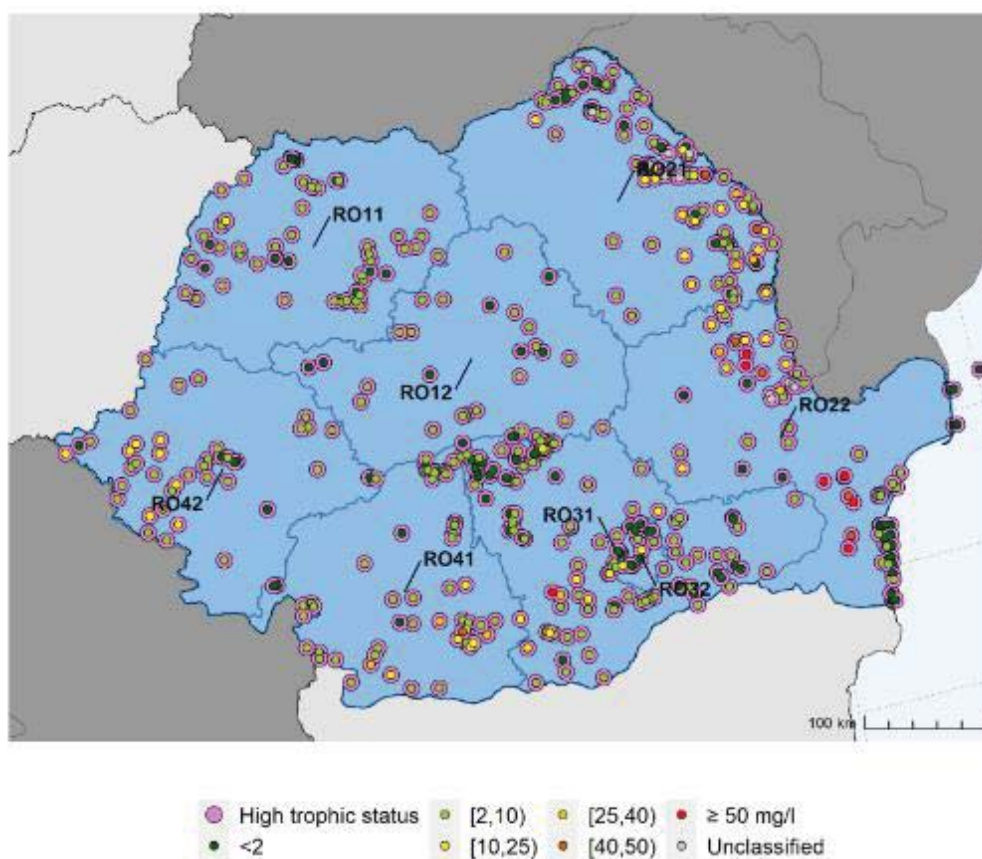 RO21
RO11
RO12
RO22
RO42
RO31
RO41
RO32
100 km
High trophic status [2,10) [25,40) ≥ 50 mg/l
<2 [10,25) [40,50) Unclassified